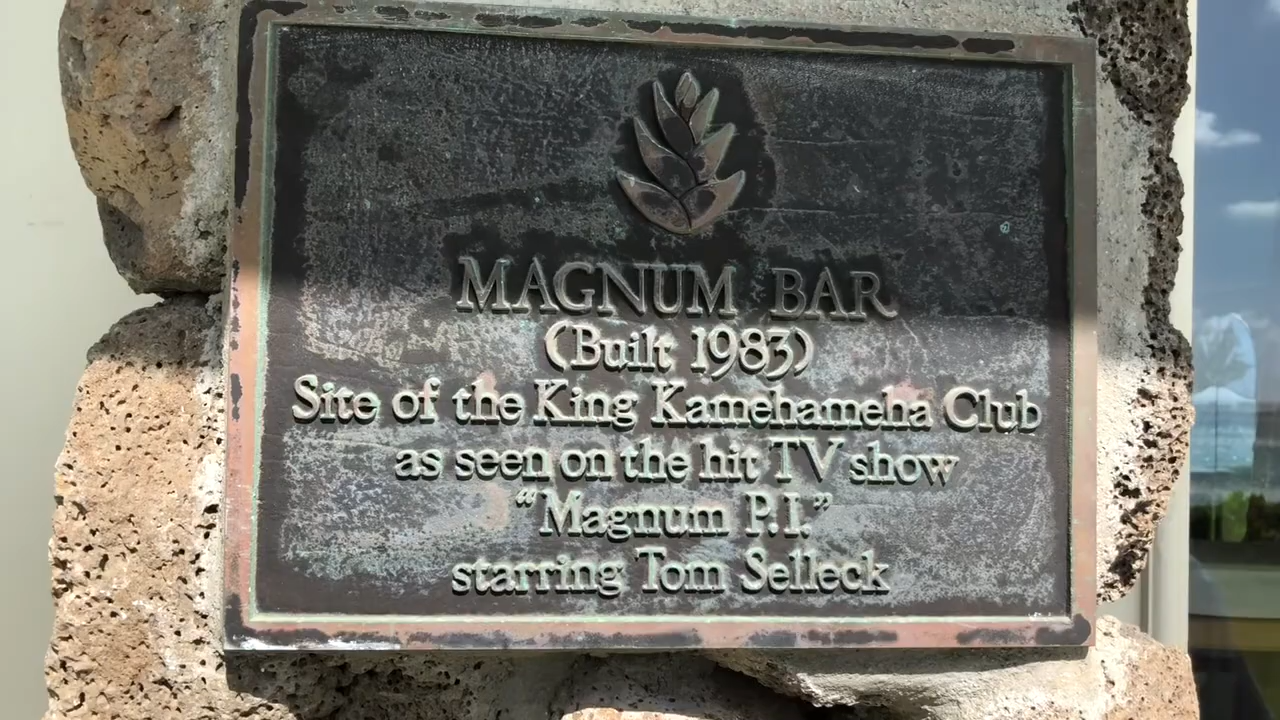 MAGNUM BAR
(Built 1983)
Site of the King Kamehameha Club
as seen on the hit TV show
"Magnum P.I."
starring Tom Selleck